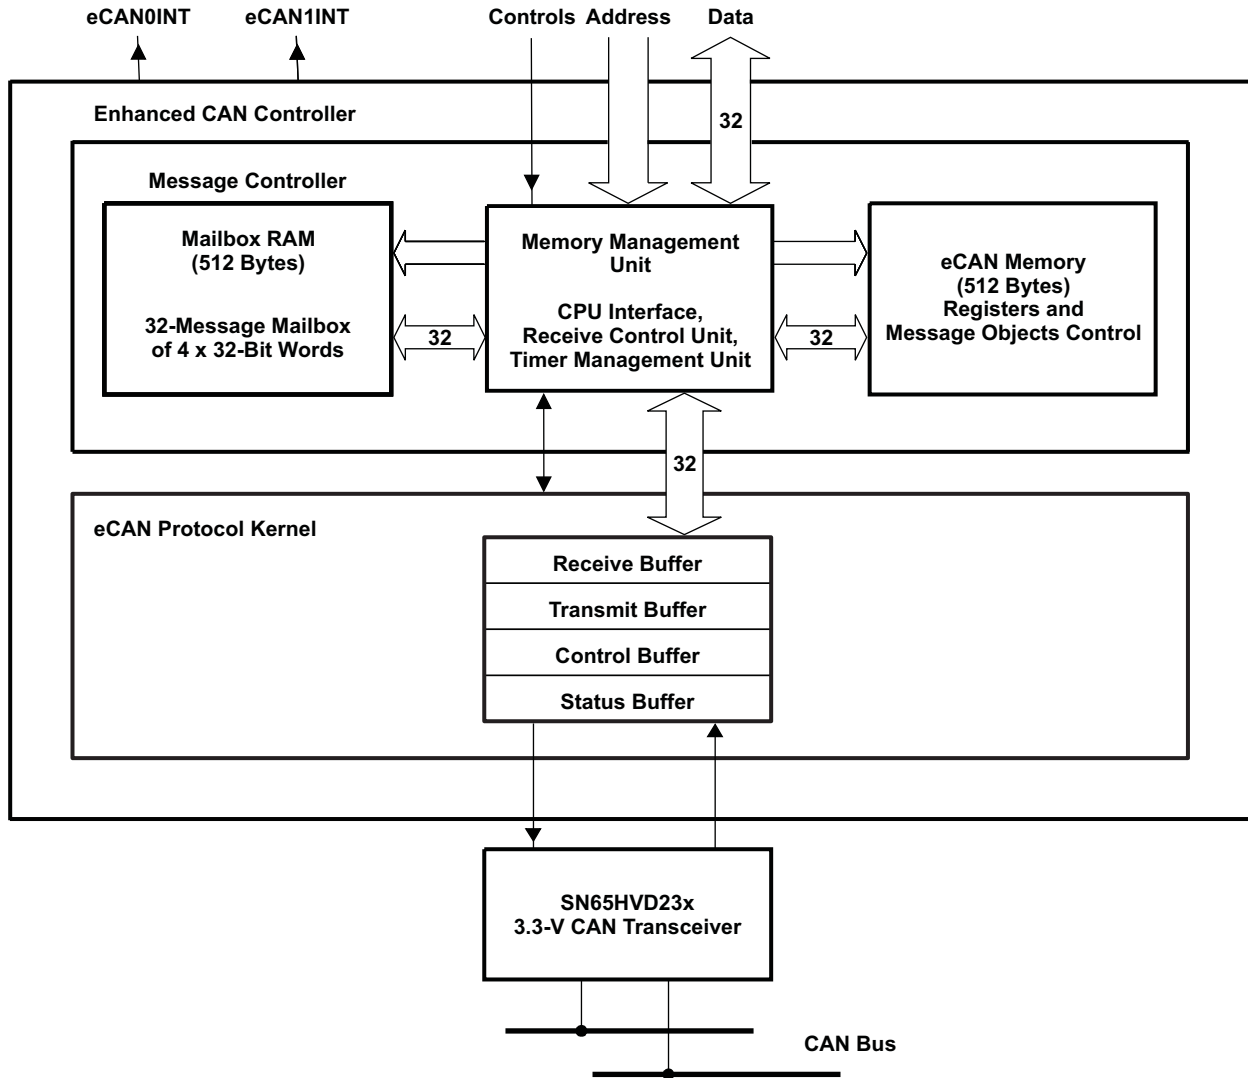 eCAN0INT
eCAN1INT
Controls
Address
Data
32
Enhanced CAN Controller
Message Controller
Mailbox RAM
(512 Bytes)
32-Message Mailbox
of 4 x 32-Bit Words
32
Memory Management
Unit
CPU Interface,
Receive Control Unit,
Timer Management Unit
32
eCAN Memory
(512 Bytes)
Registers and
Message Objects Control
32
eCAN Protocol Kernel
Receive Buffer
Transmit Buffer
Control Buffer
Status Buffer
SN65HVD23x
3.3-V CAN Transceiver
CAN Bus